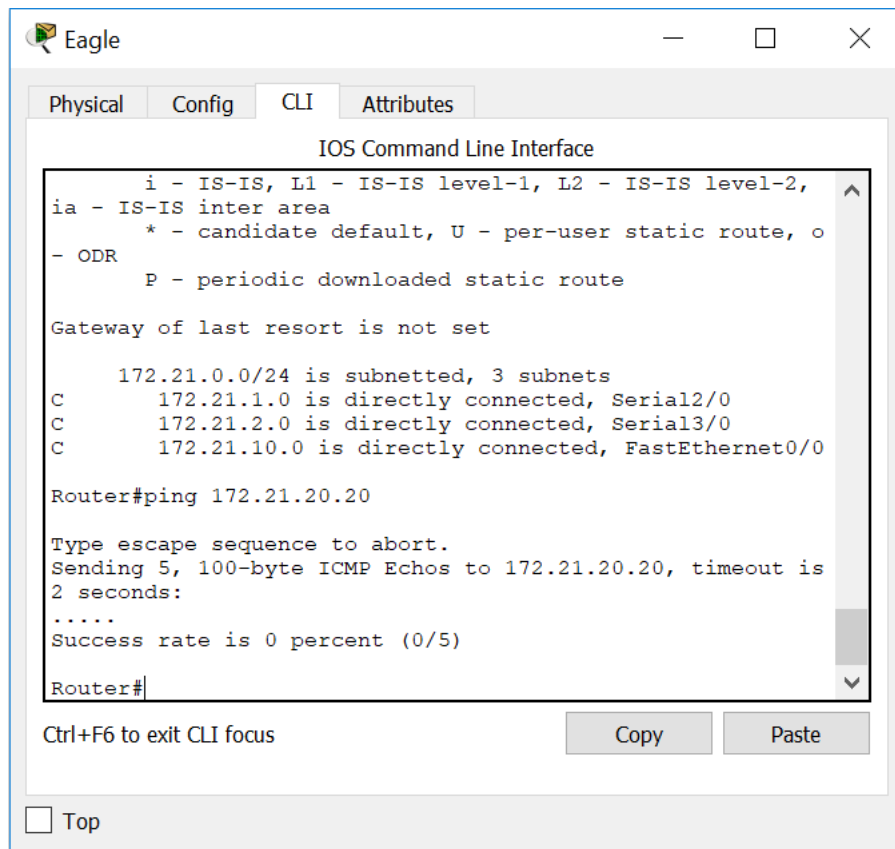 Eagle
Physical Config CLI Attributes
IOS Command Line Interface
i - IS-IS, L1 - IS-IS level-1, L2 - IS-IS level-2,
ia - IS-IS inter area
* - candidate default, U - per-user static route, o
- ODR
P - periodic downloaded static route
Gateway of last resort is not set
172.21.0.0/24 is subnetted, 3 subnets
C 172.21.1.0 is directly connected, Serial2/0
C 172.21.2.0 is directly connected, Serial3/0
C 172.21.10.0 is directly connected, FastEthernet0/0
Router#ping 172.21.20.20
Type escape sequence to abort.
Sending 5, 100-byte ICMP Echos to 172.21.20.20, timeout is
2 seconds:
.....
Success rate is 0 percent (0/5)
Router#
Ctrl+F6 to exit CLI focus
Copy
Paste
Top